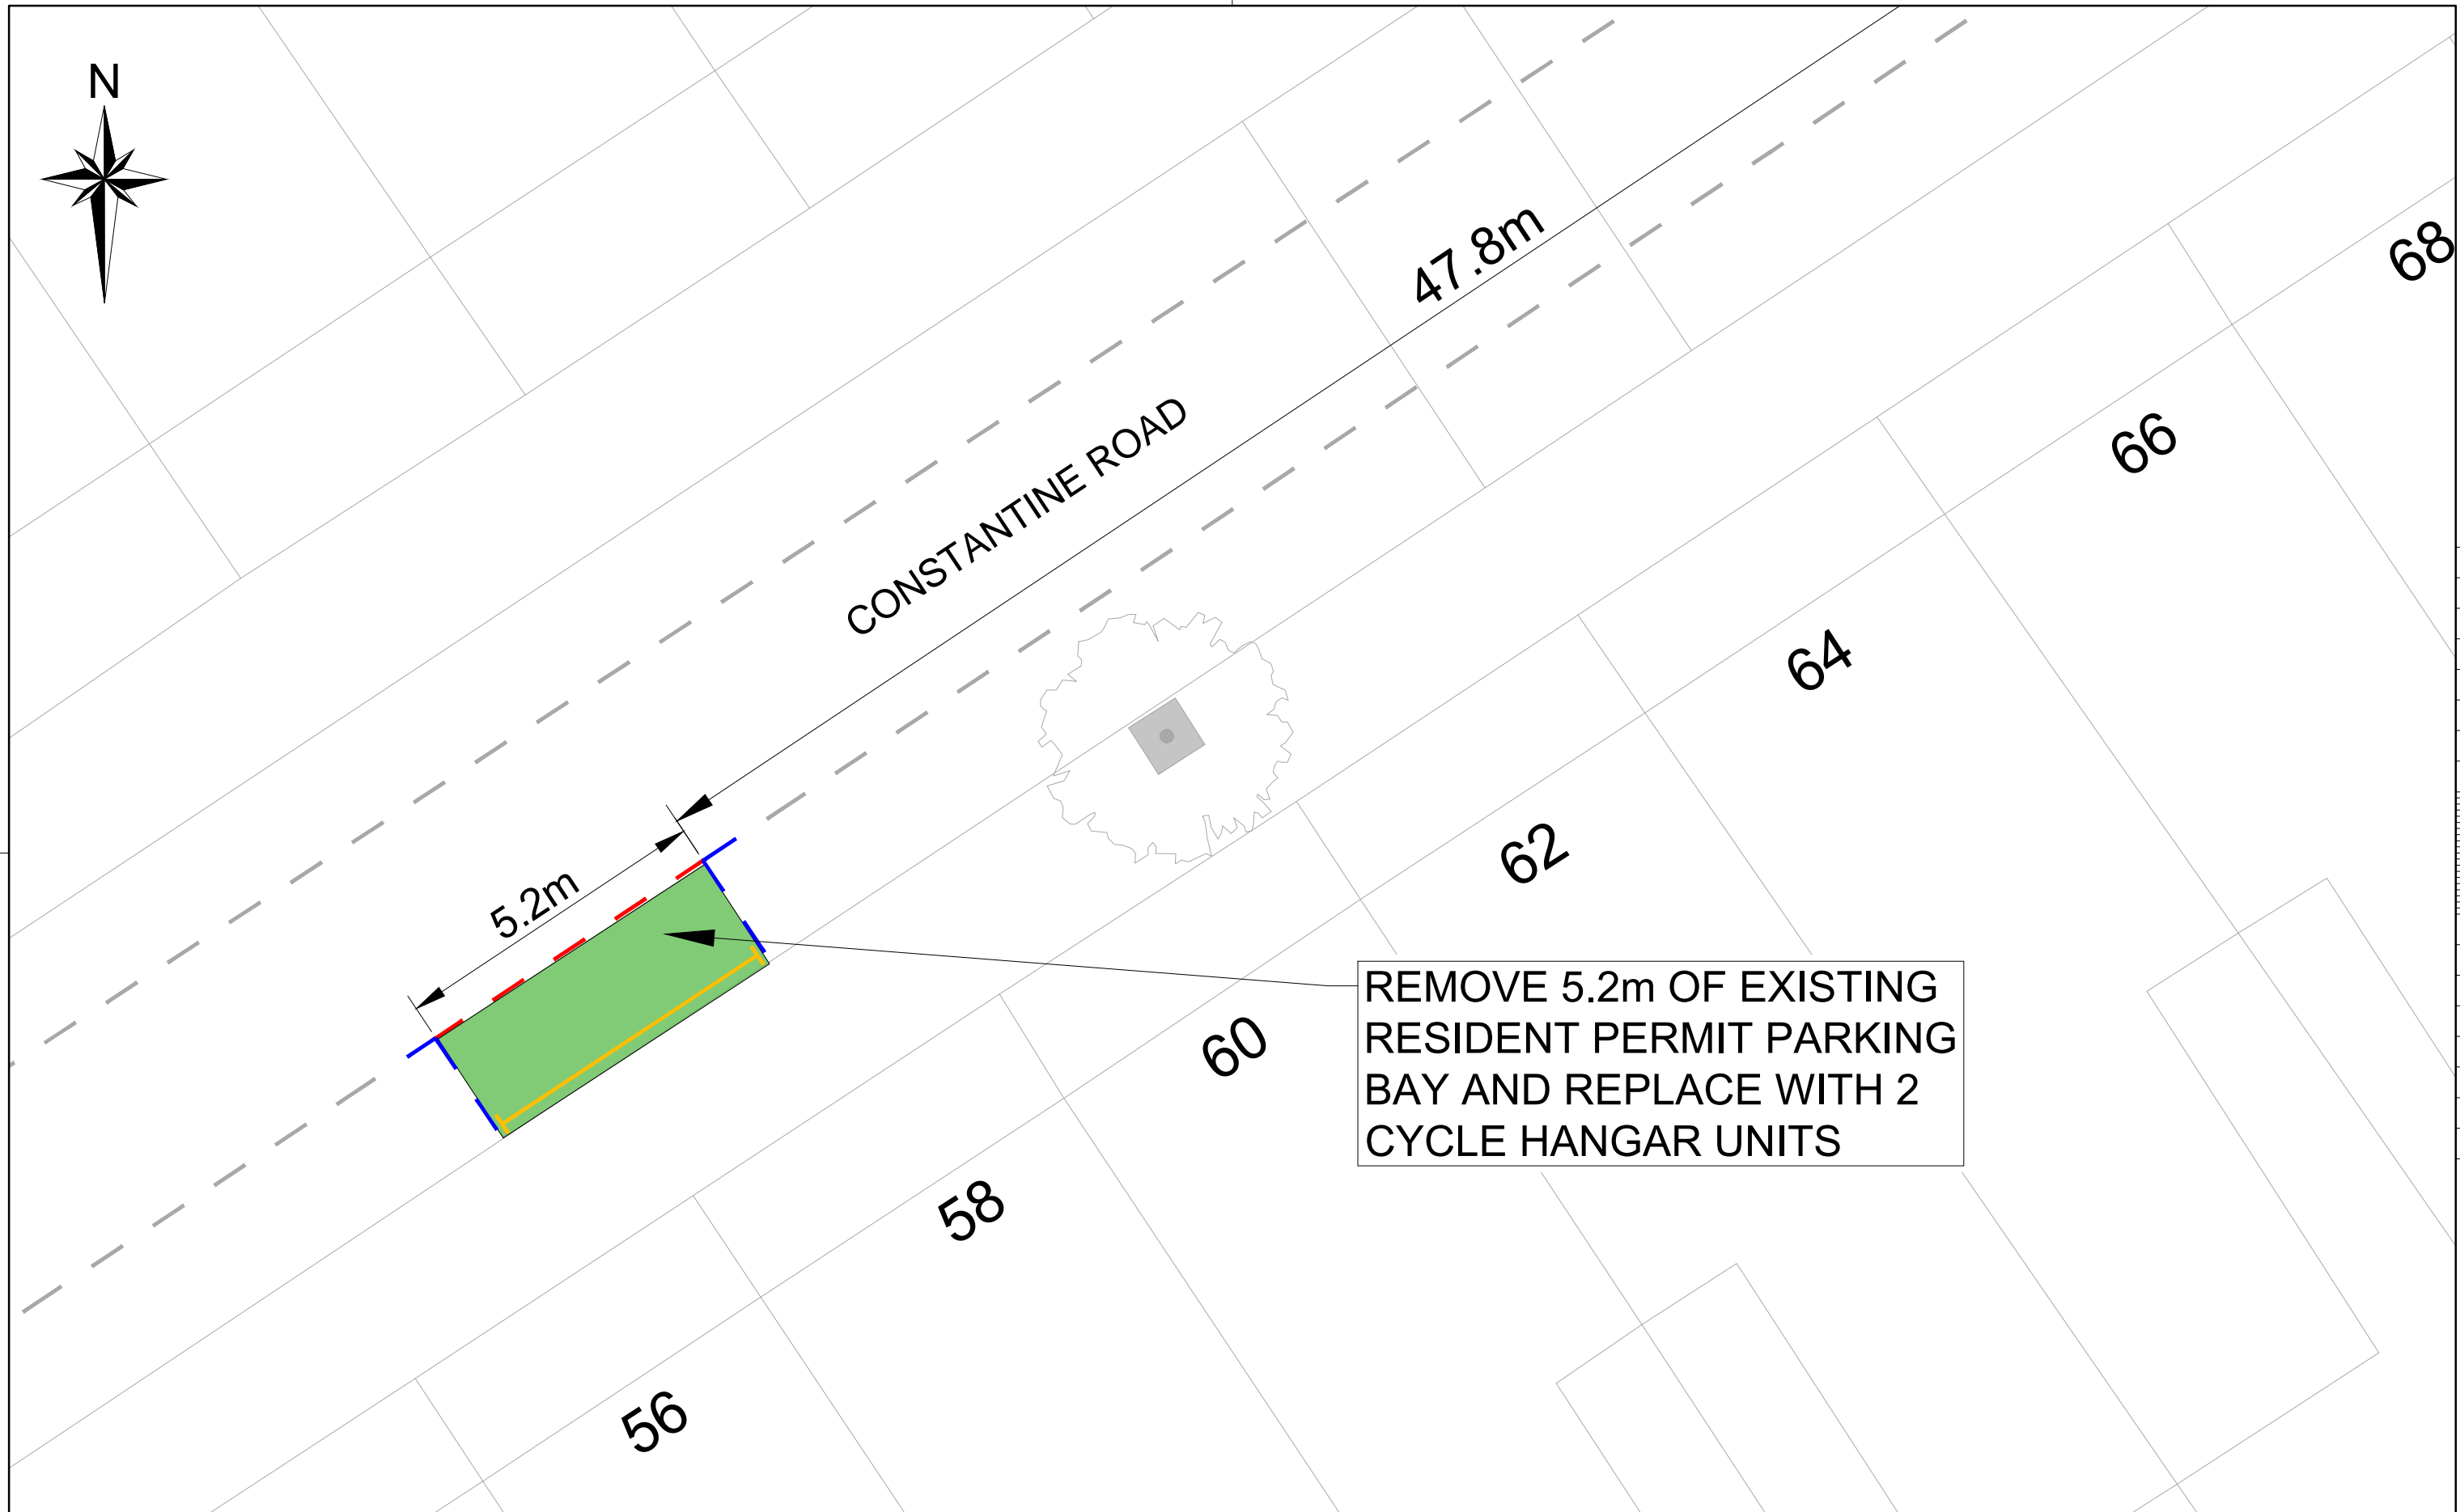 N
47.8m
68
CONSTANTINE ROAD
66
64
62
5.2m
REMOVE 5.2m OF EXISTING
RESIDENT PERMIT PARKING
BAY AND REPLACE WITH 2
CYCLE HANGAR UNITS
60
58
56